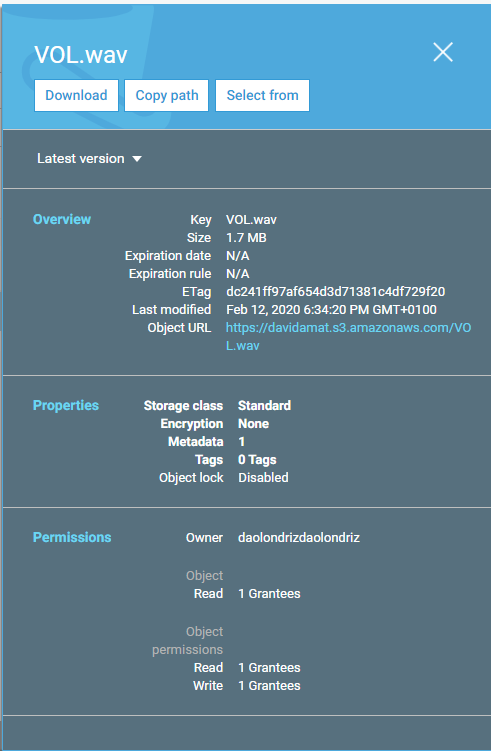 VOL.wav
Download Copy path Select from
Latest version
Overview
Key VOL.wav
Size 1.7 MB
Expiration date N/A
Expiration rule N/A
ETag dc241ff97af654d3d71381c4df729f20
Last modified Feb 12, 2020 6:34:20 PM GMT+0100
Object URL https://davidamat.s3.amazonaws.com/VO
L.wav
Properties
Storage class Standard
Encryption None
Metadata 1
Tags 0 Tags
Object lock Disabled
Permissions
Owner daolondrizdaolondriz
Object
Read 1 Grantees
Object
permissions
Read 1 Grantees
Write 1 Grantees